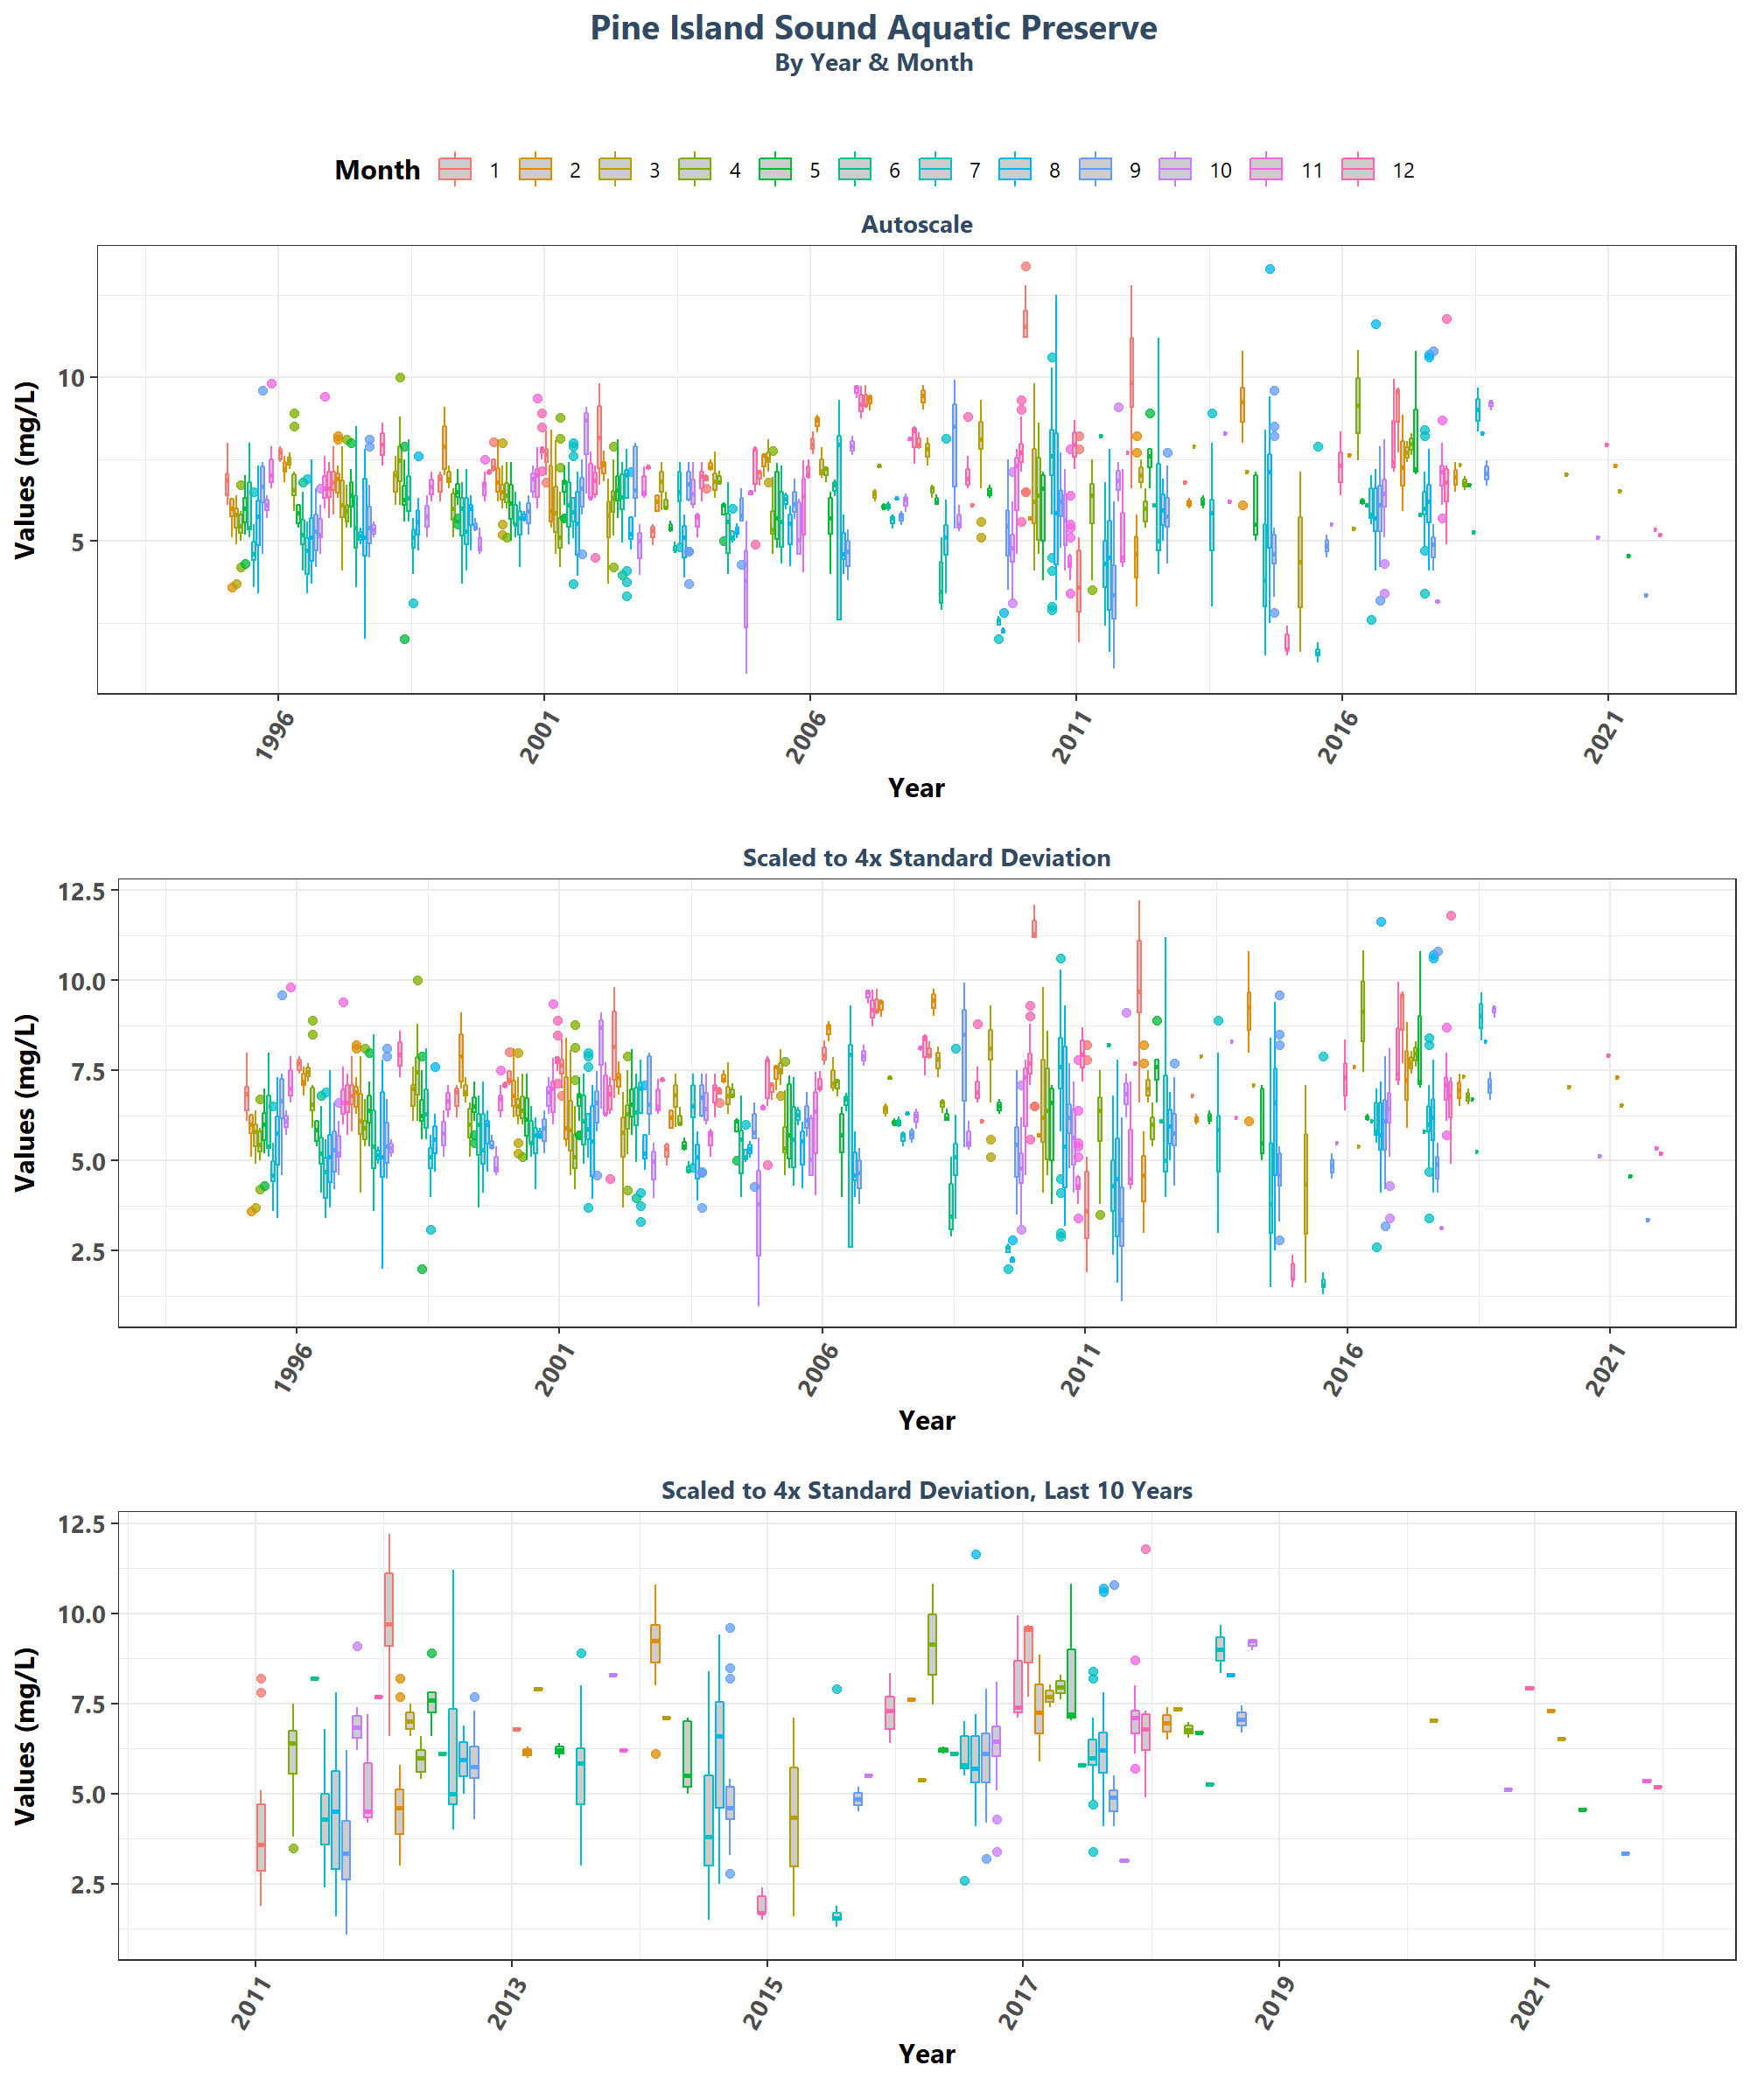 Pine Island Sound Aquatic Preserve
By Year & Month
Month 1 2 3 4 5 6 7 8 9 10 11 12
Autoscale
Values (mg/L)
10
5
1996 2001 2006 2011 2016 2021
Year
Scaled to 4x Standard Deviation
Values (mg/L)
12.5
10.0
7.5
5.0
2.5
1996 2001 2006 2011 2016 2021
Year
Scaled to 4x Standard Deviation, Last 10 Years
Values (mg/L)
12.5
10.0
7.5
5.0
2.5
2011 2013 2015 2017 2019 2021
Year